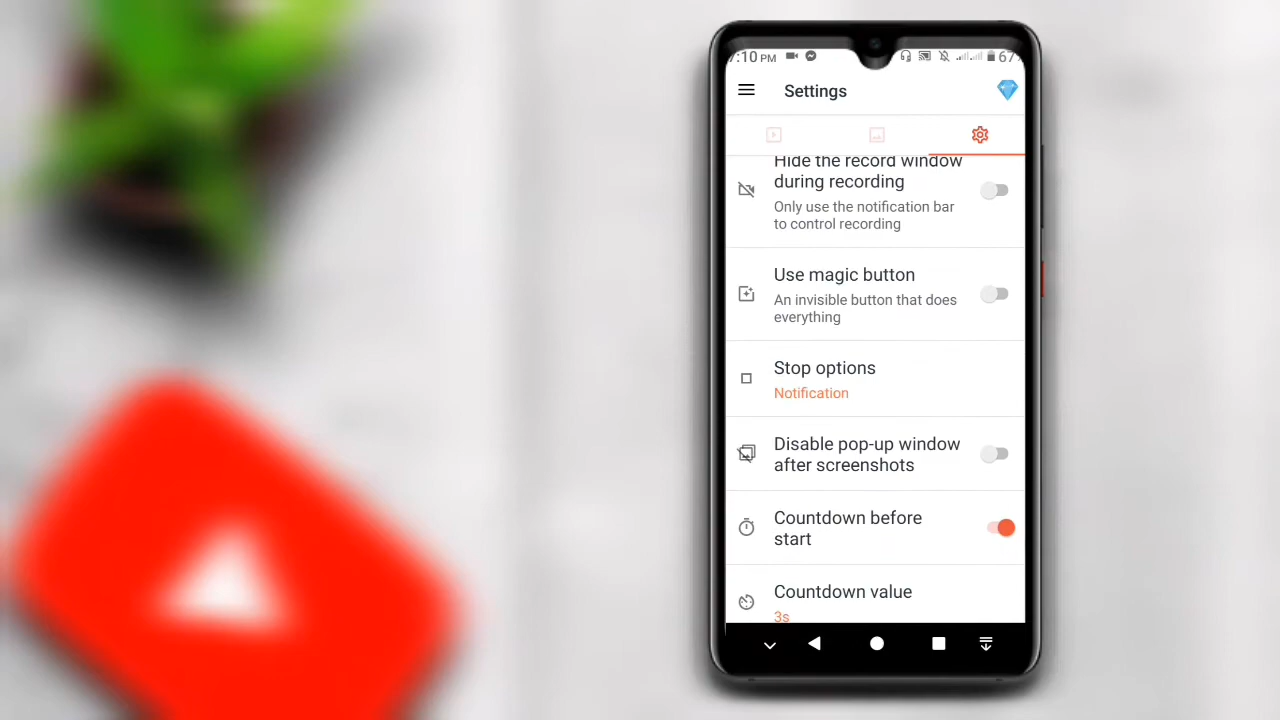 7:10 PM
67
Settings
Hide the record window
during recording
Only use the notification bar
to control recording
Use magic button
An invisible button that does
everything
Stop options
Notification
Disable pop-up window
after screenshots
Countdown before
start
Countdown value
3s